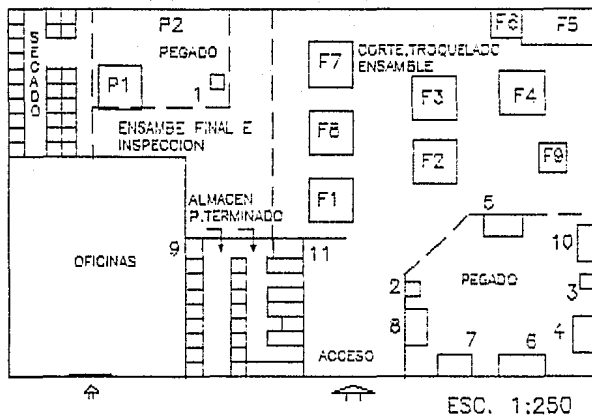 SECADO
P2
PEGADO
P1
1
ENSAMBE FINAL E
INSPECCION
F7
CORTE,TROQUELADO
ENSAMBLE
F6
F5
F3
F4
F8
F2
F9
F1
5
ALMACEN
P.TERMINADO
9
11
OFICINAS
10
PEGADO
2
3
8
4
7
6
ACCESO
ESC. 1:250